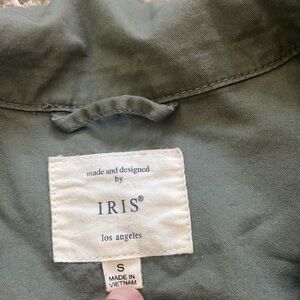 made and designed
by
IRIS®
los angeles
S
MADE IN
VIETNAM